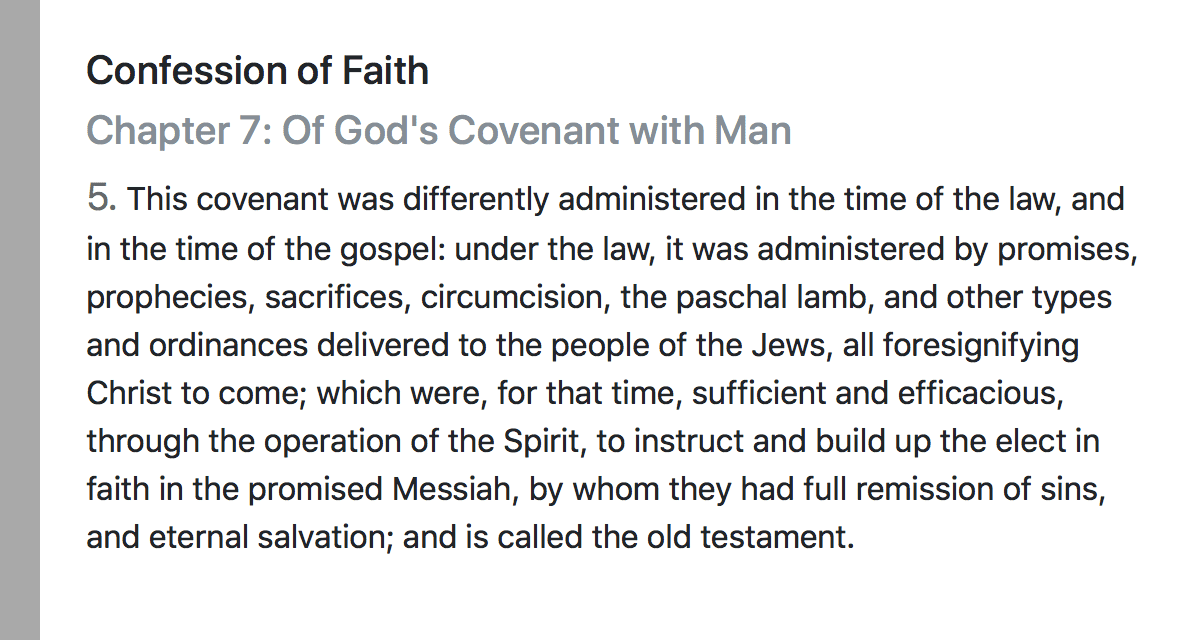 Confession of Faith
Chapter 7: Of God's Covenant with Man
5. This covenant was differently administered in the time of the law, and
in the time of the gospel: under the law, it was administered by promises,
prophecies, sacrifices, circumcision, the paschal lamb, and other types
and ordinances delivered to the people of the Jews, all foresignifying
Christ to come; which were, for that time, sufficient and efficacious,
through the operation of the Spirit, to instruct and build up the elect in
faith in the promised Messiah, by whom they had full remission of sins,
and eternal salvation; and is called the old testament.